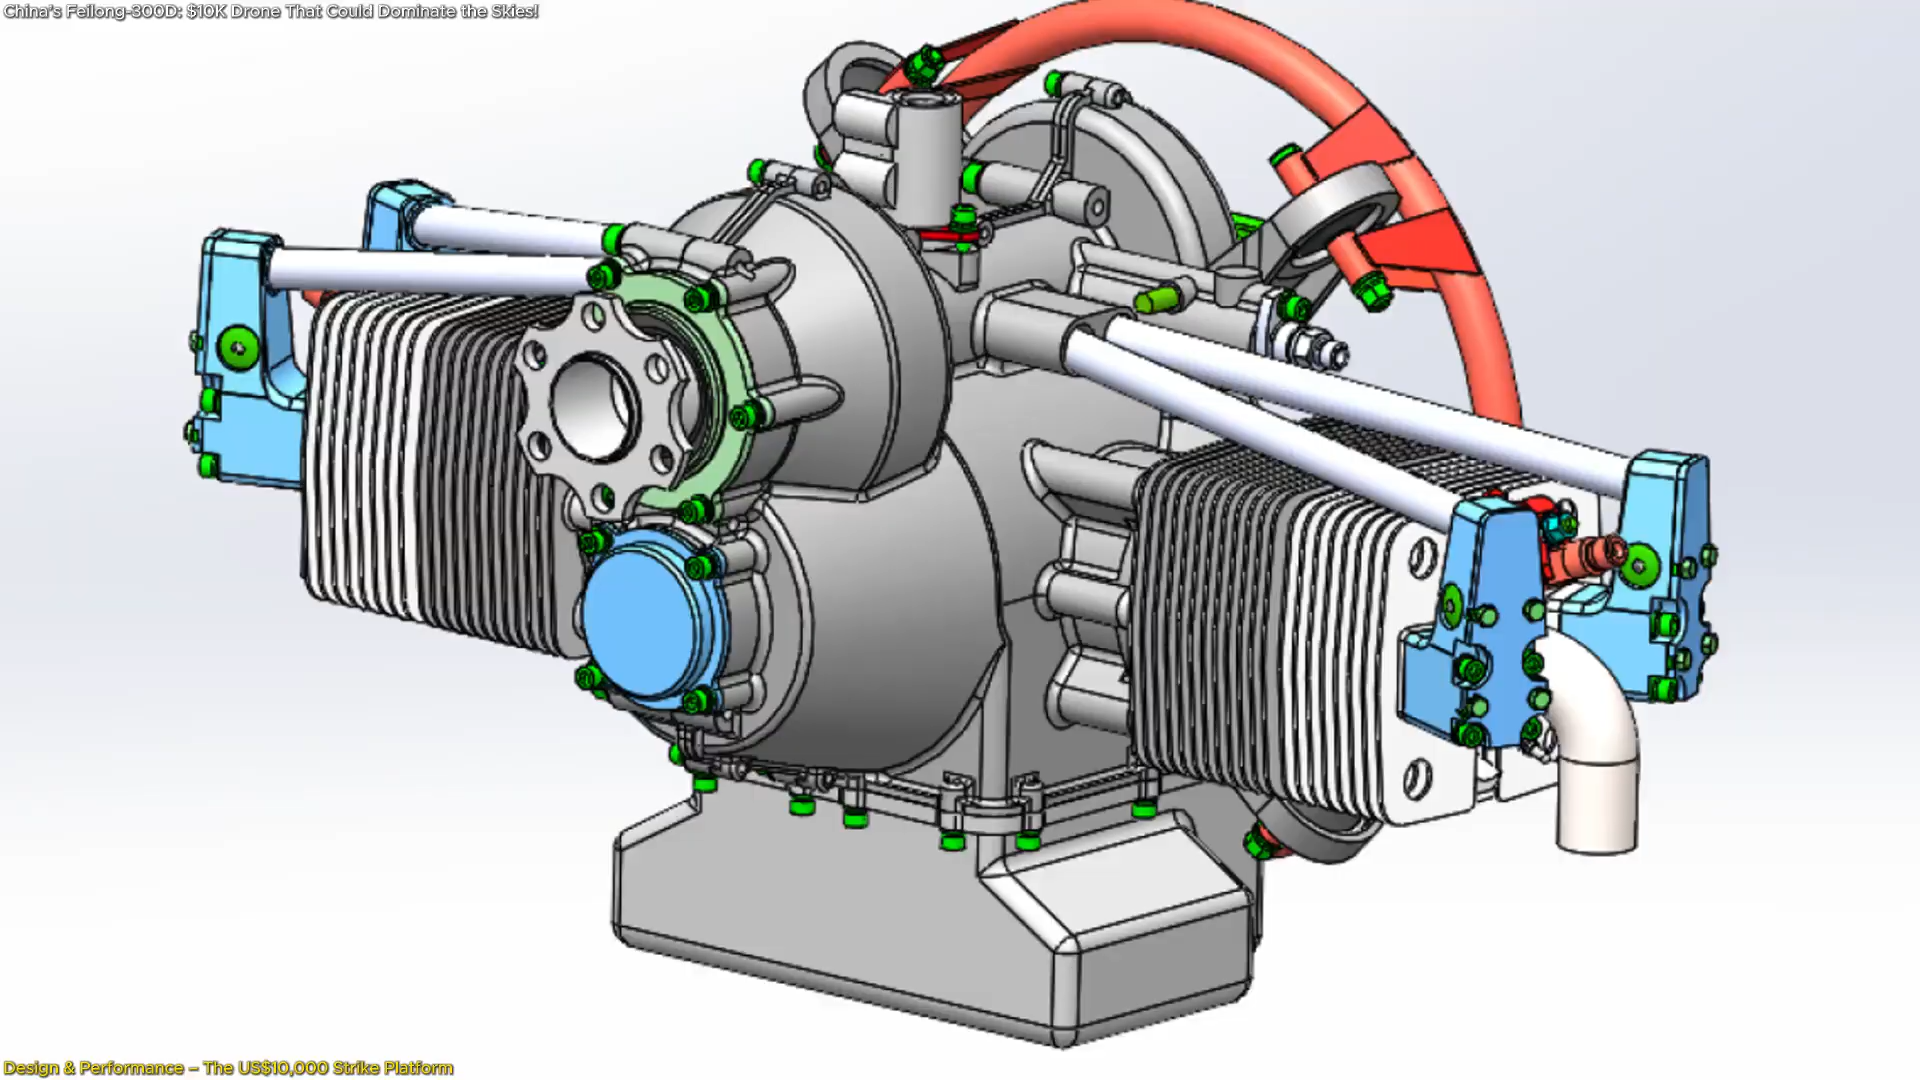 China's Feilong-300D: $10K Drone That Could Dominate the Skies!
Design & Performance – The US$10,000 Strike Platform